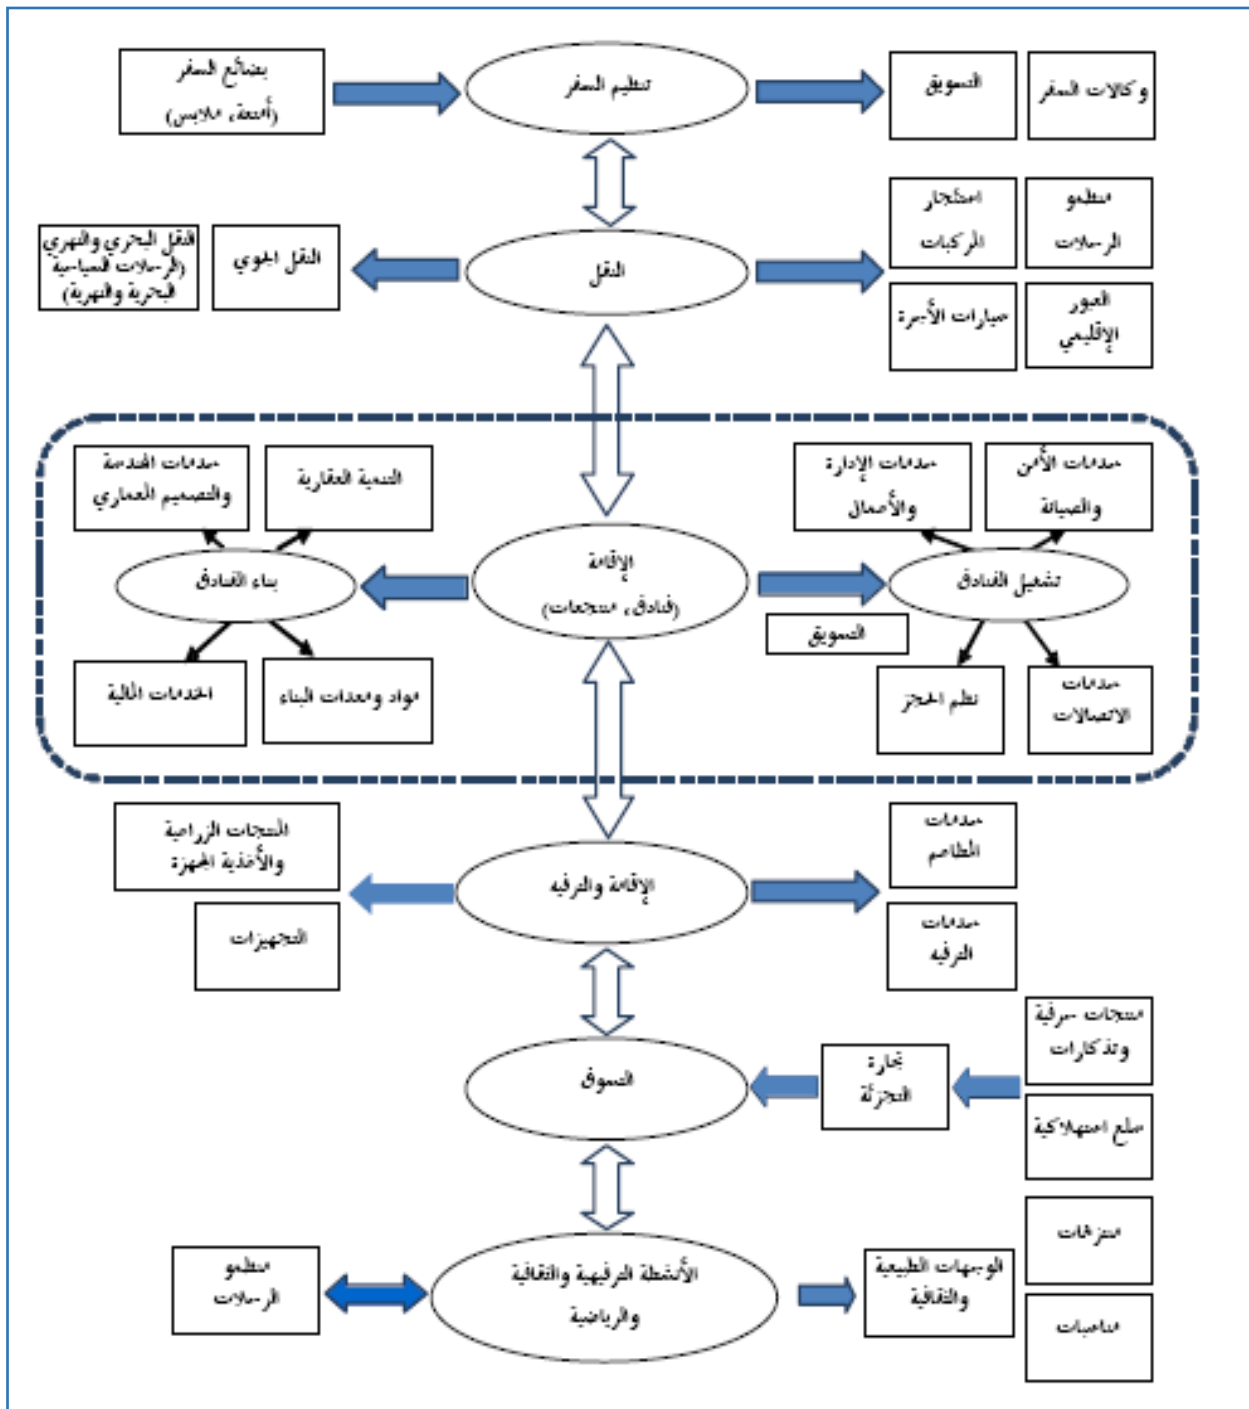 بضائع السفر
(أمتعة، ملابس)
تنظيم السفر
التسويق
وكالات السفر
النقل البحري والنهري
(الرحلات السياحية
البحرية والنهرية)
النقل الجوي
النقل
استئجار
المركبات
منظمو
الرحلات
سيارات الأجرة
العبور
الإقليمي
خدمات الهندسة
والتصميم المعماري
التنمية العقارية
خدمات الإدارة
والأعمال
خدمات الأمن
والصيانة
بناء الفنادق
الإقامة
(فنادق، منتجعات)
تشغيل الفنادق
التسويق
الخدمات المالية
مواد ومعدات البناء
نظم الحجز
خدمات
الاتصالات
المنتجات الزراعية
والأغذية المجهزة
التجهيزات
الإقامة والترفيه
خدمات
المطاعم
خدمات
الترفيه
التسوق
تجارة
التجزئة
منتجات حرفية
وتذكارات
سلع استهلاكية
منظمو
الرحلات
الأنشطة الترفيهية والثقافية
والرياضية
الوجهات الطبيعية
والثقافية
متنزهات
مناسبات